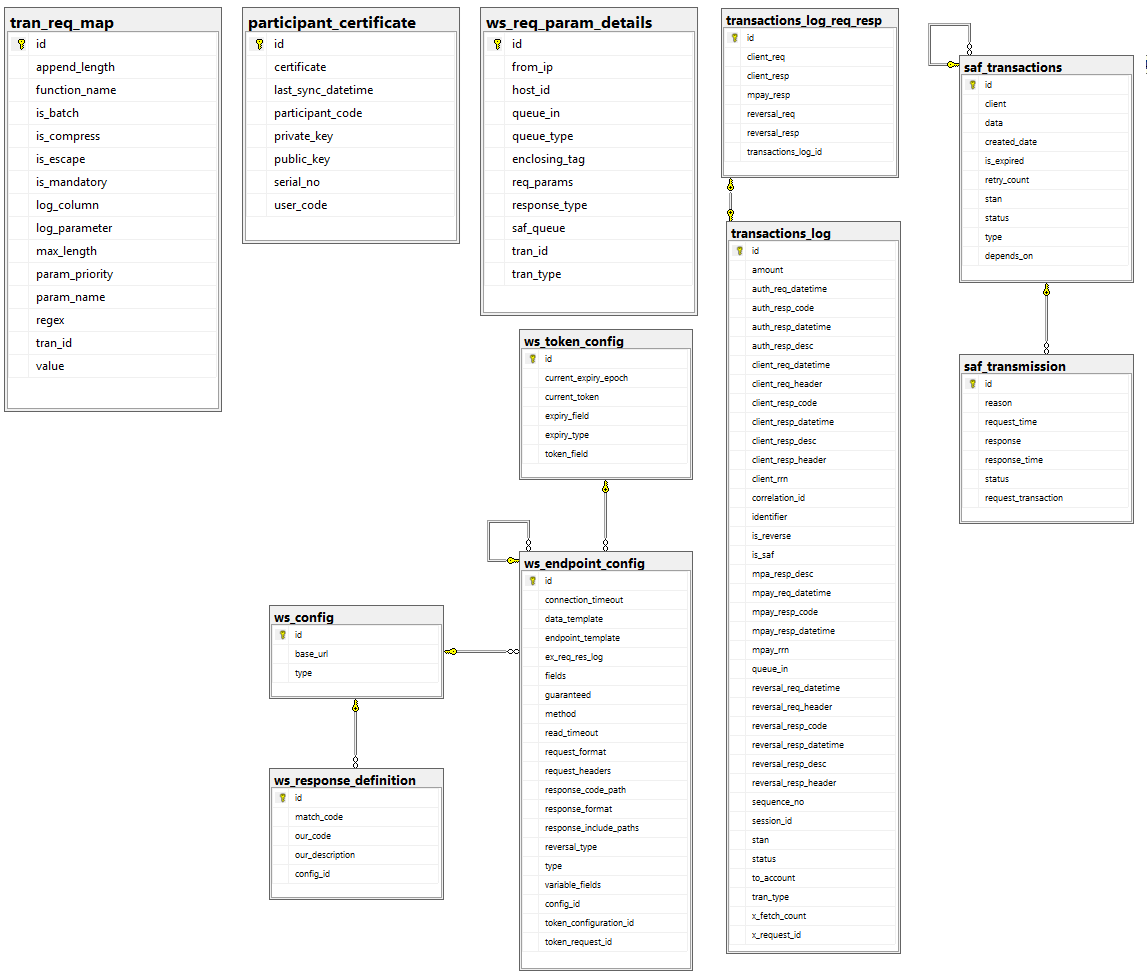 tran_req_map
id
append_length
function_name
is_batch
is_compress
is_escape
is_mandatory
log_column
log_parameter
max_length
param_priority
param_name
regex
tran_id
value
participant_certificate
id
certificate
last_sync_datetime
participant_code
private_key
public_key
serial_no
user_code
ws_req_param_details
id
from_ip
host_id
queue_in
queue_type
enclosing_tag
req_params
response_type
saf_queue
tran_id
tran_type
transactions_log_req_resp
id
client_req
client_resp
mpay_resp
reversal_req
reversal_resp
transactions_log_id
saf_transactions
id
client
data
created_date
is_expired
retry_count
stan
status
type
depends_on
ws_token_config
id
current_expiry_epoch
current_token
expiry_field
expiry_type
token_field
transactions_log
id
amount
auth_req_datetime
auth_resp_code
auth_resp_datetime
auth_resp_desc
client_req_datetime
client_req_header
client_resp_code
client_resp_datetime
client_resp_desc
client_resp_header
client_rrn
correlation_id
identifier
is_reverse
is_saf
mpa_resp_desc
mpay_req_datetime
mpay_resp_code
mpay_resp_datetime
mpay_rrn
queue_in
reversal_req_datetime
reversal_req_header
reversal_resp_code
reversal_resp_datetime
reversal_resp_desc
reversal_resp_header
sequence_no
session_id
stan
status
to_account
tran_type
x_fetch_count
x_request_id
saf_transmission
id
reason
request_time
response
response_time
status
request_transaction
ws_config
id
base_url
type
ws_endpoint_config
id
connection_timeout
data_template
endpoint_template
ex_req_res_log
fields
guaranteed
method
read_timeout
request_format
request_headers
response_code_path
response_format
response_include_paths
reversal_type
type
variable_fields
config_id
token_configuration_id
token_request_id
ws_response_definition
id
match_code
our_code
our_description
config_id